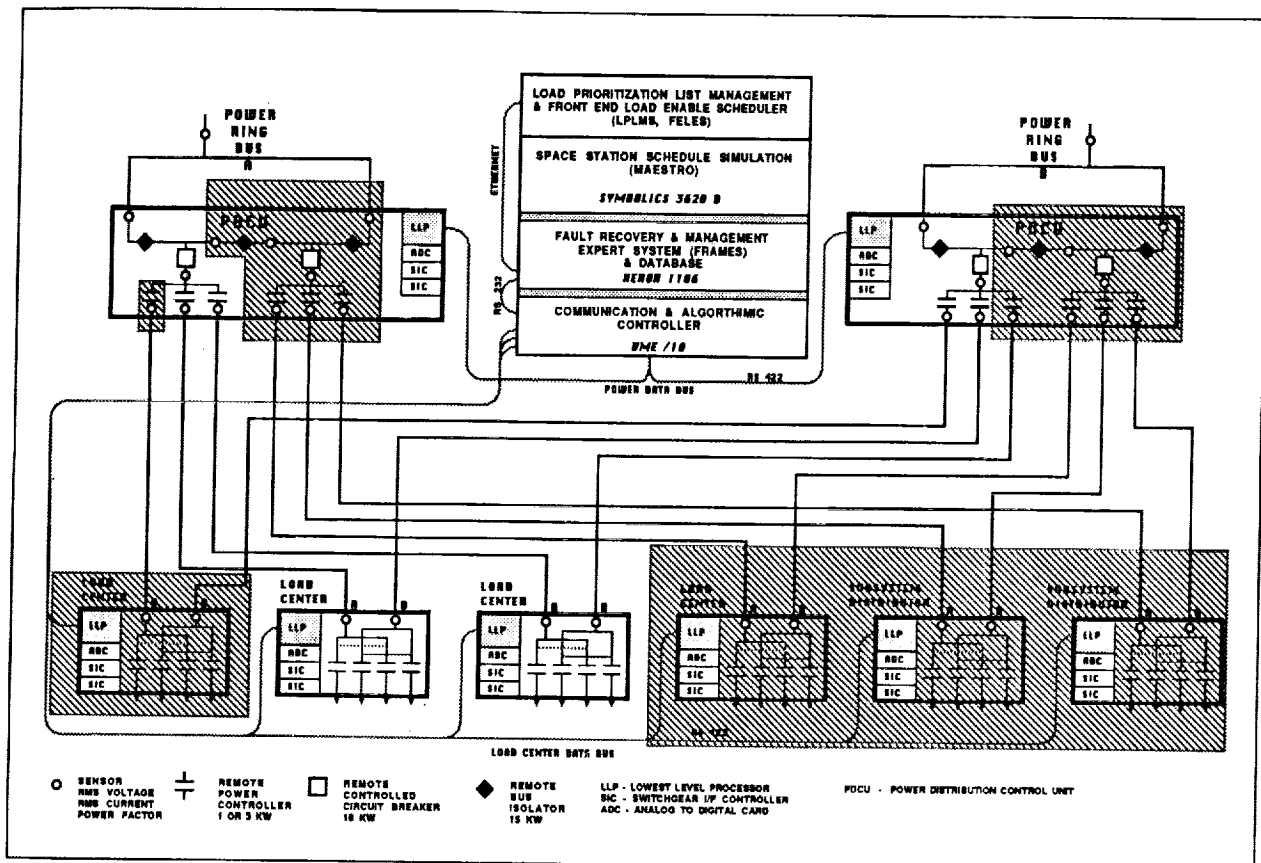 LOAD PRIORITIZATION LIST MANAGEMENT
& FRONT END LOAD ENABLE SCHEDULER
(LPLMS, FELES)
SPACE STATION SCHEDULE SIMULATION
(MAESTRO)
SYMBOLICS 3620 D
FAULT RECOVERY & MANAGEMENT
EXPERT SYSTEM (FRAMES)
& DATABASE
XEROX 1186
COMMUNICATION & ALGORTHIMIC
CONTROLLER
VME /10
ETHERNET
RS 232
POWER DATA BUS
RS 422
POWER
RING
BUS
A
PDCU
LLP
ADC
SIC
SIC
POWER
RING
BUS
B
PDCU
LLP
ADC
SIC
SIC
LOAD
CENTER
A
B
LLP
ADC
SIC
SIC
LOAD
CENTER
A
B
LLP
ADC
SIC
SIC
LOAD
CENTER
A
B
LLP
ADC
SIC
SIC
LOAD
CENTER
A
B
LLP
ADC
SIC
SIC
SUBSYSTEM
DISTRIBUTOR
A
B
LLP
ADC
SIC
SIC
SUBSYSTEM
DISTRIBUTOR
A
B
LLP
ADC
SIC
SIC
RS 422
LOAD CENTER DATA BUS
SENSOR
RMS VOLTAGE
RMS CURRENT
POWER FACTOR
REMOTE
POWER
CONTROLLER
1 OR 3 KW
REMOTE
CONTROLLED
CIRCUIT BREAKER
10 KW
REMOTE
BUS
ISOLATOR
15 KW
LLP - LOWEST LEVEL PROCESSOR
SIC - SWITCHGEAR I/F CONTROLLER
ADC - ANALOG TO DIGITAL CARD
PDCU - POWER DISTRIBUTION CONTROL UNIT